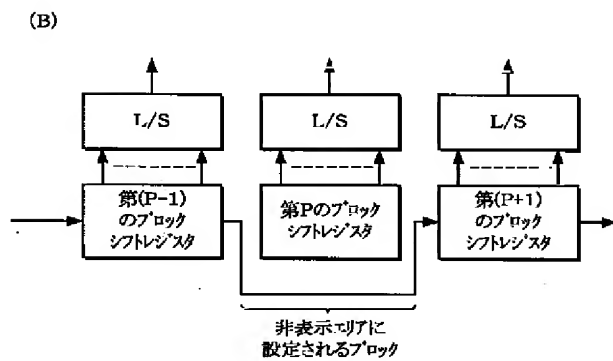 (B)
L/S
L/S
L/S
第(P-1)
のブロック
シフトレジスタ
第Pのブロック
シフトレジスタ
第(P+1)
のブロック
シフトレジスタ
非表示エリアに
設定されるブロック